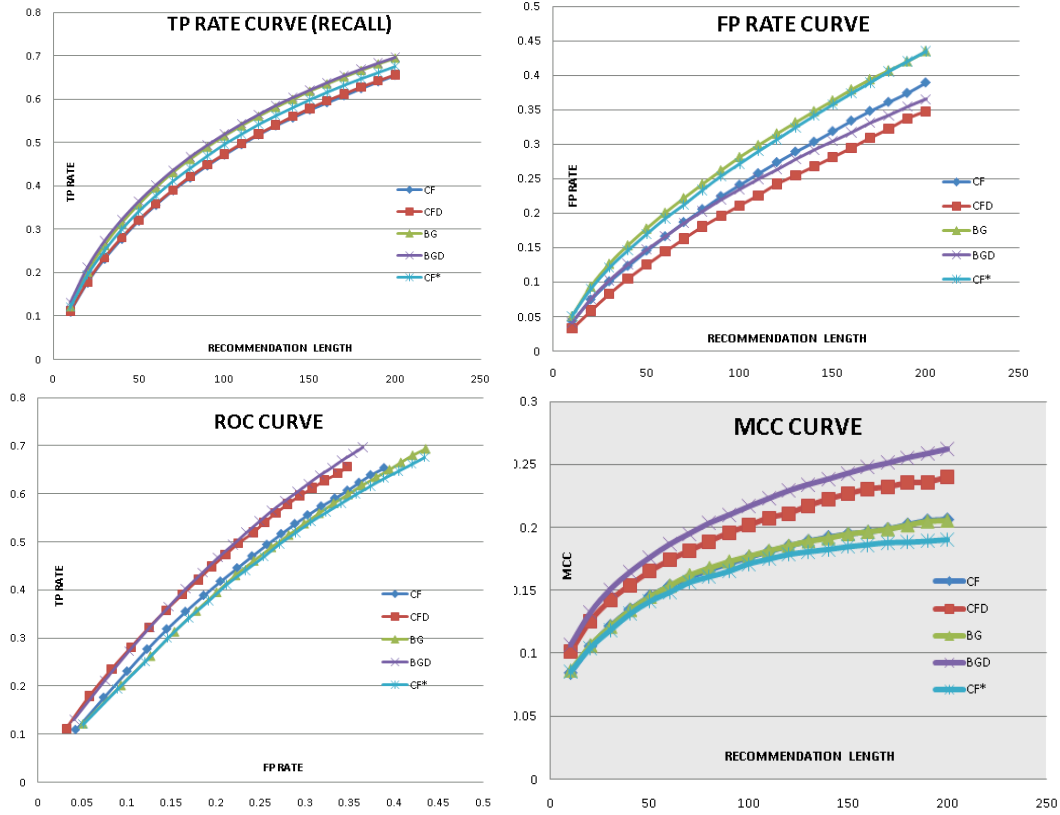 TP RATE CURVE (RECALL)
0.8
0.7
0.6
0.5
0.4
0.3
0.2
0.1
0
TP RATE
CF
CFD
BG
BGD
CF*
RECOMMENDATION LENGTH
0 50 100 150 200 250
FP RATE CURVE
0.5
0.45
0.4
0.35
0.3
0.25
0.2
0.15
0.1
0.05
0
FP RATE
CF
CFD
BG
BGD
CF*
RECOMMENDATION LENGTH
0 50 100 150 200 250
ROC CURVE
0.8
0.7
0.6
0.5
0.4
0.3
0.2
0.1
0
TP RATE
CF
CFD
BG
BGD
CF*
FP RATE
0 0.05 0.1 0.15 0.2 0.25 0.3 0.35 0.4 0.45 0.5
MCC CURVE
0.3
0.25
0.2
0.15
0.1
0.05
0
MCC
CF
CFD
BG
BGD
CF*
RECOMMENDATION LENGTH
0 50 100 150 200 250